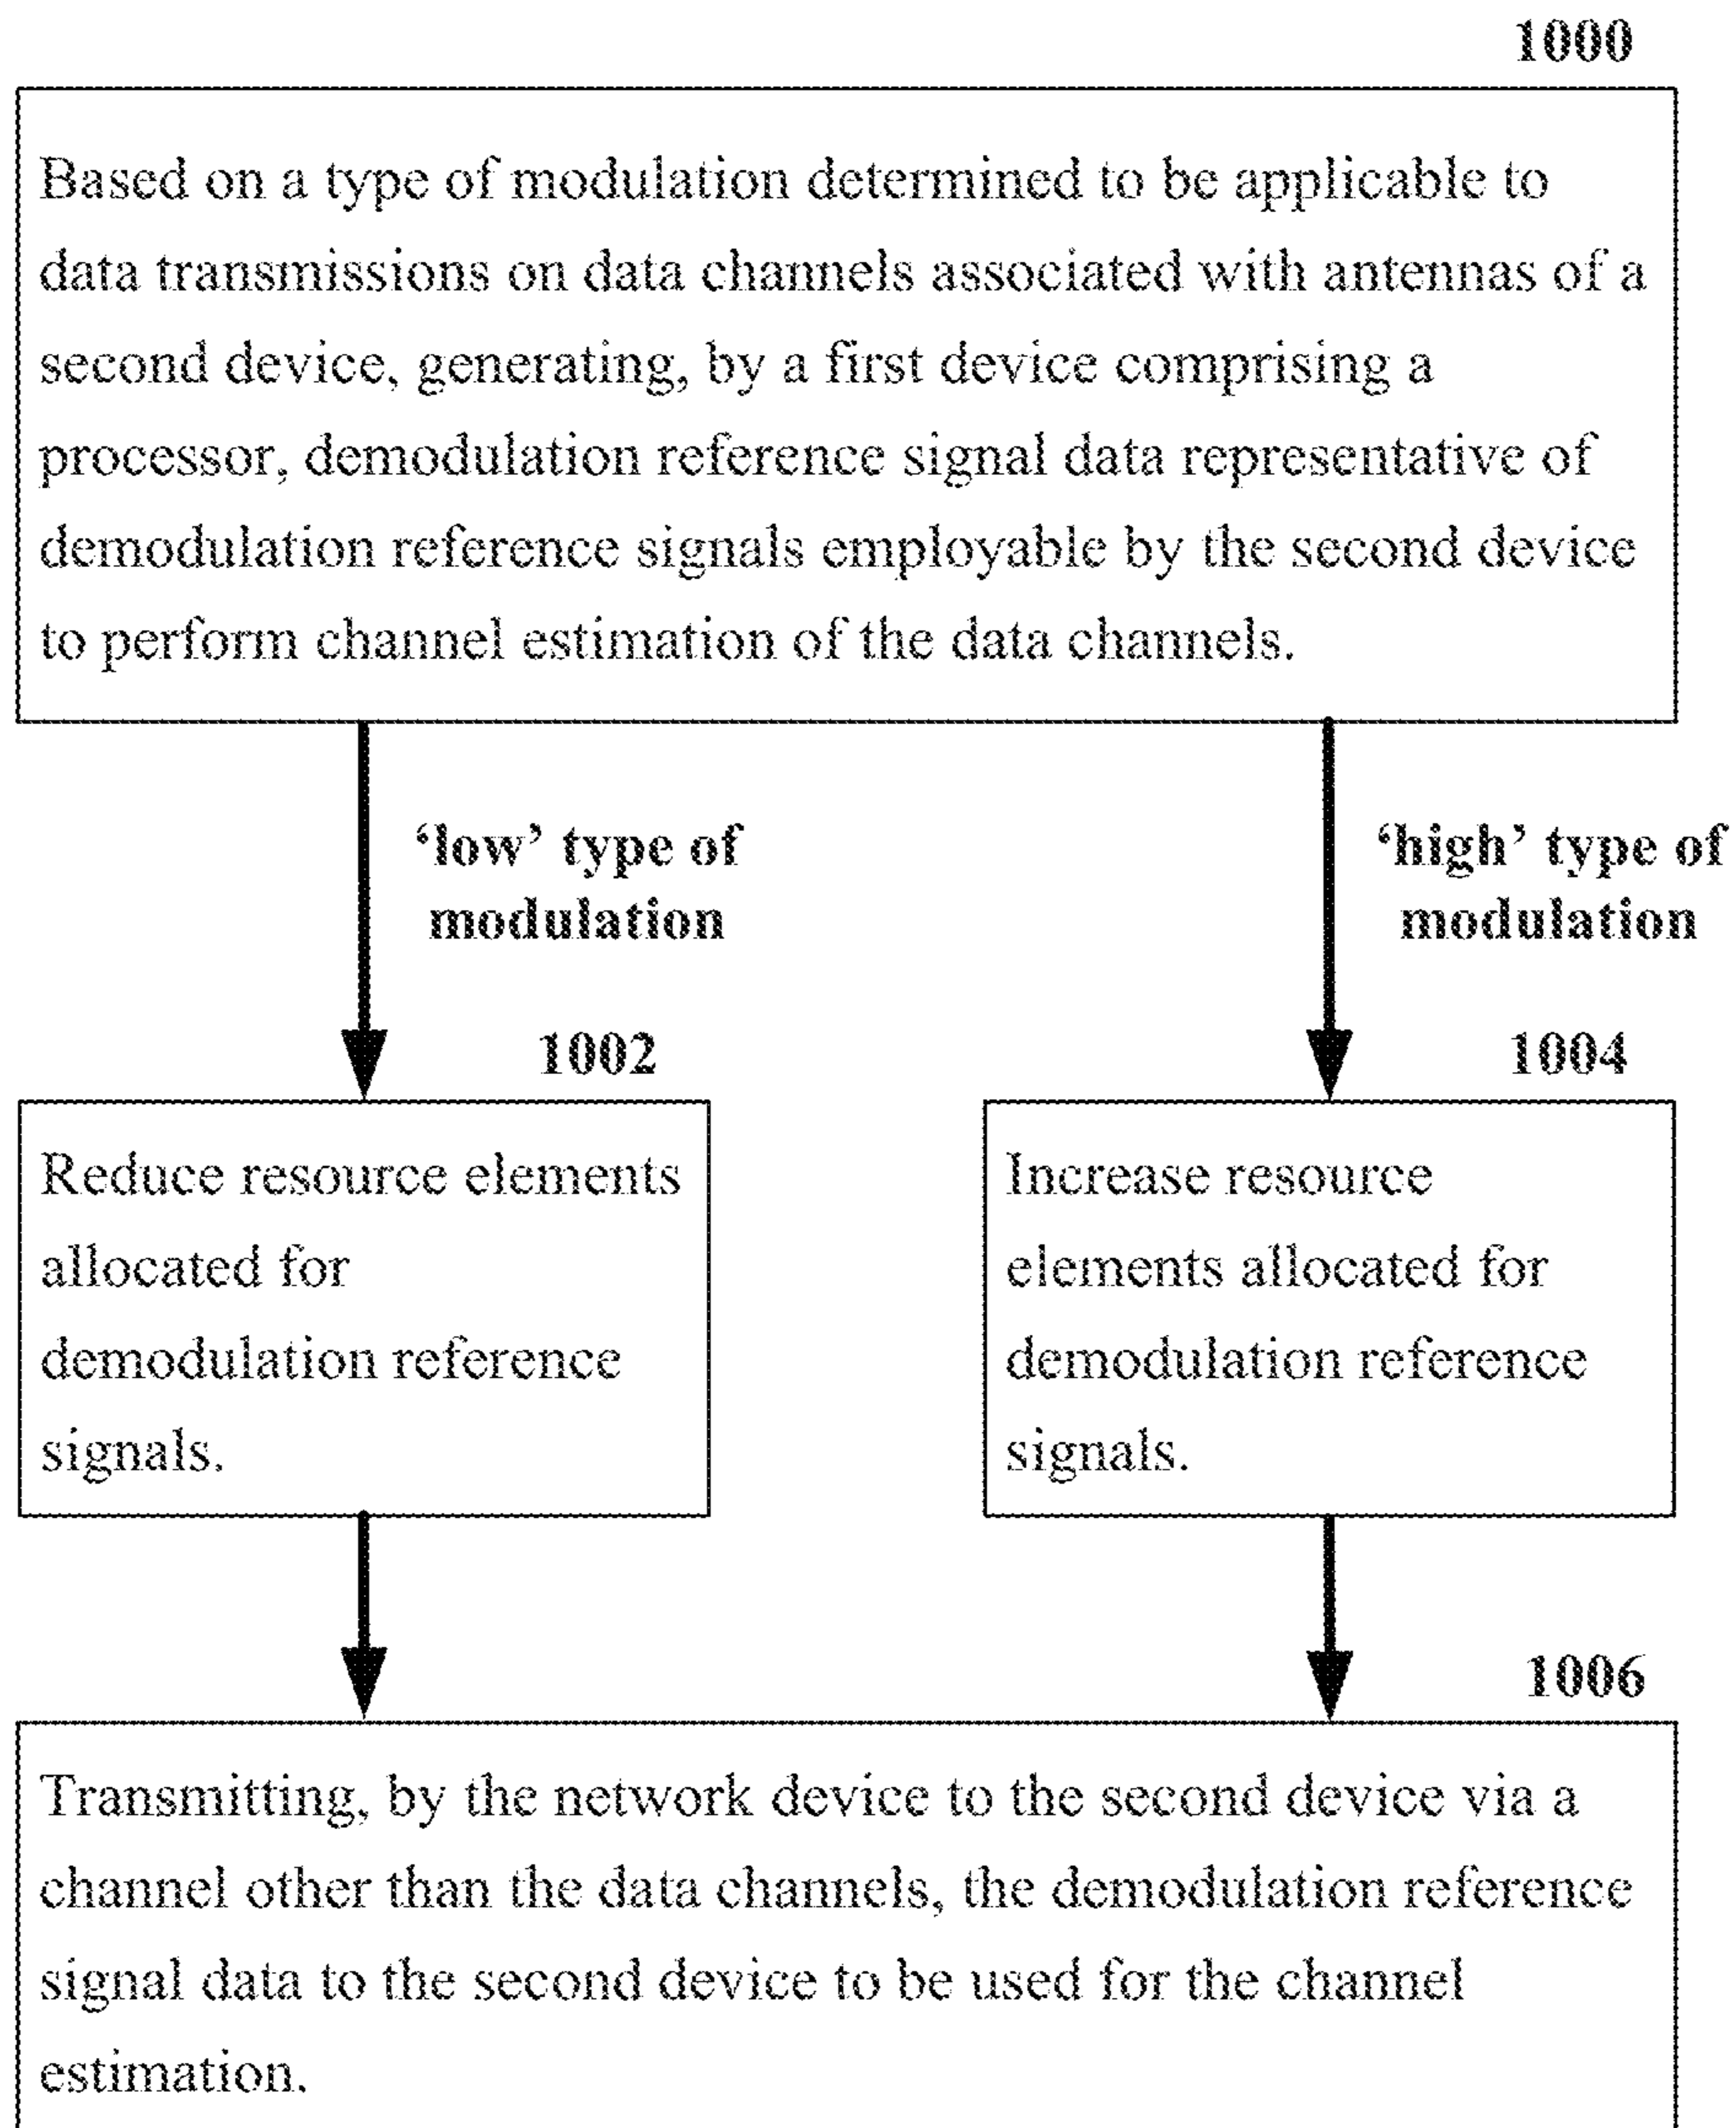 1000
Based on a type of modulation determined to be applicable to
data transmissions on data channels associated with antennas of a
second device, generating, by a first device comprising a
processor, demodulation reference signal data representative of
demodulation reference signals employable by the second device
to perform channel estimation of the data channels.
‘low’ type of
modulation
‘high’ type of
modulation
1002
Reduce resource elements
allocated for
demodulation reference
signals.
1004
Increase resource
elements allocated for
demodulation reference
signals.
1006
Transmitting, by the network device to the second device via a
channel other than the data channels, the demodulation reference
signal data to the second device to be used for the channel
estimation.